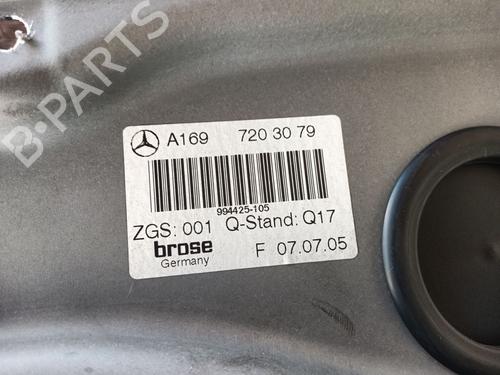 B-PARTS
A169 720 30 79
994425-105
ZGS: 001 Q-Stand: Q17
brose F 07.07.05
Germany